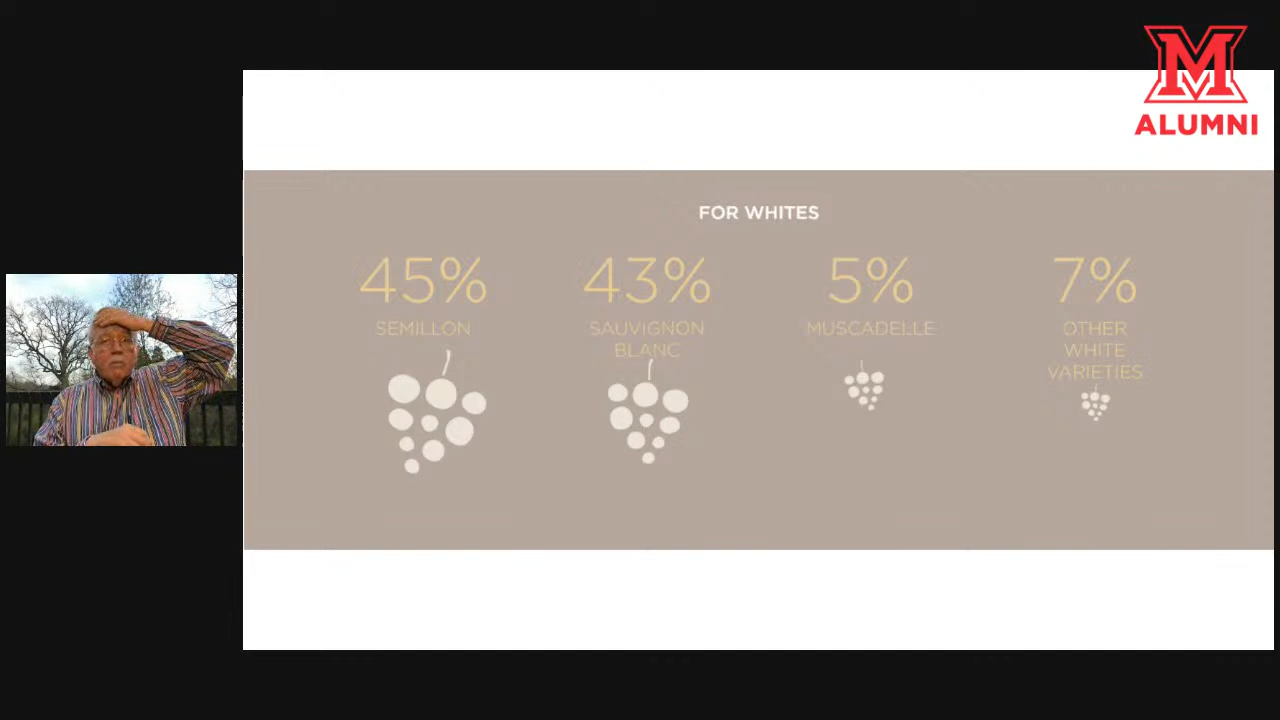 M
ALUMNI
FOR WHITES
45%
SEMILLON
43%
SAUVIGNON
BLANC
5%
MUSCADELLE
7%
OTHER
WHITE
VARIETIES